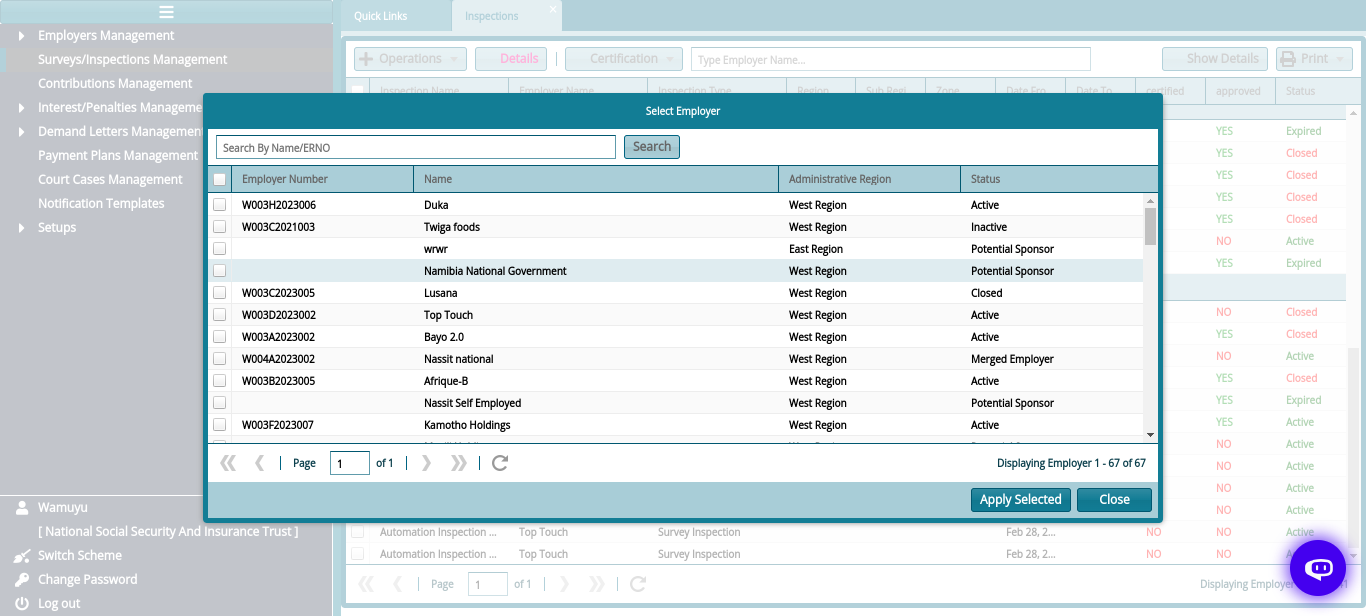 Quick Links
Inspections
Employers Management
Surveys/Inspections Management
Contributions Management
Interest/Penalties Manageme
Demand Letters Managemen
Payment Plans Management
Court Cases Management
Notification Templates
Setups
Operations
Details
Certification
Type Employer Name...
Show Details
Print
Inspection Name Employer Name Inspection Type Region Sub Regi... Zone Date Fro... Date To... certified approved Status
Select Employer
Search By Name/ERNO
Search
Employer Number Name Administrative Region Status
W003H2023006 Duka West Region Active
W003C2021003 Twiga foods West Region Inactive
wrwr East Region Potential Sponsor
Namibia National Government West Region Potential Sponsor
W003C2023005 Lusana West Region Closed
W003D2023002 Top Touch West Region Active
W003A2023002 Bayo 2.0 West Region Active
W004A2023002 Nassit national West Region Merged Employer
W003B2023005 Afrique-B West Region Active
Nassit Self Employed West Region Potential Sponsor
W003F2023007 Kamotho Holdings West Region Active
Page 1 of 1
Displaying Employer 1 - 67 of 67
Apply Selected
Close
YES Expired
YES Closed
YES Closed
YES Closed
YES Closed
NO Active
YES Expired
NO Closed
YES Closed
NO Active
YES Closed
YES Expired
YES Active
NO Active
NO Active
NO Active
NO Active
Automation Inspection ... Top Touch Survey Inspection Feb 28, 2... NO NO Active
Automation Inspection ... Top Touch Survey Inspection Feb 28, 2... NO NO
Page 1 of 1
Displaying Employer
Wamuyu
[ National Social Security And Insurance Trust ]
Switch Scheme
Change Password
Log out